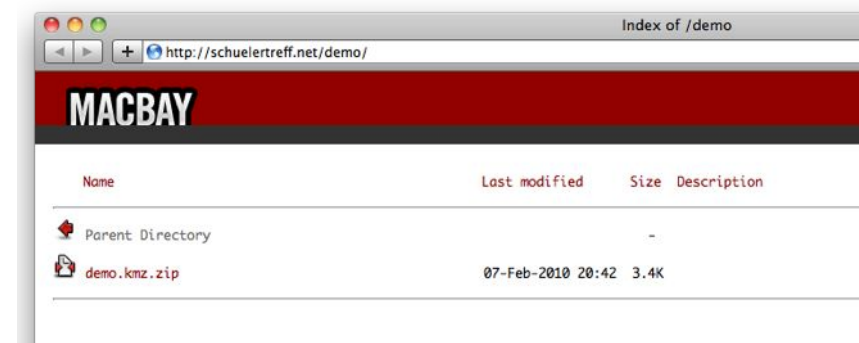 Index of /demo
http://schuelertreff.net/demo/
MACBAY
Name Last modified Size Description
Parent Directory -
demo.kmz.zip 07-Feb-2010 20:42 3.4K